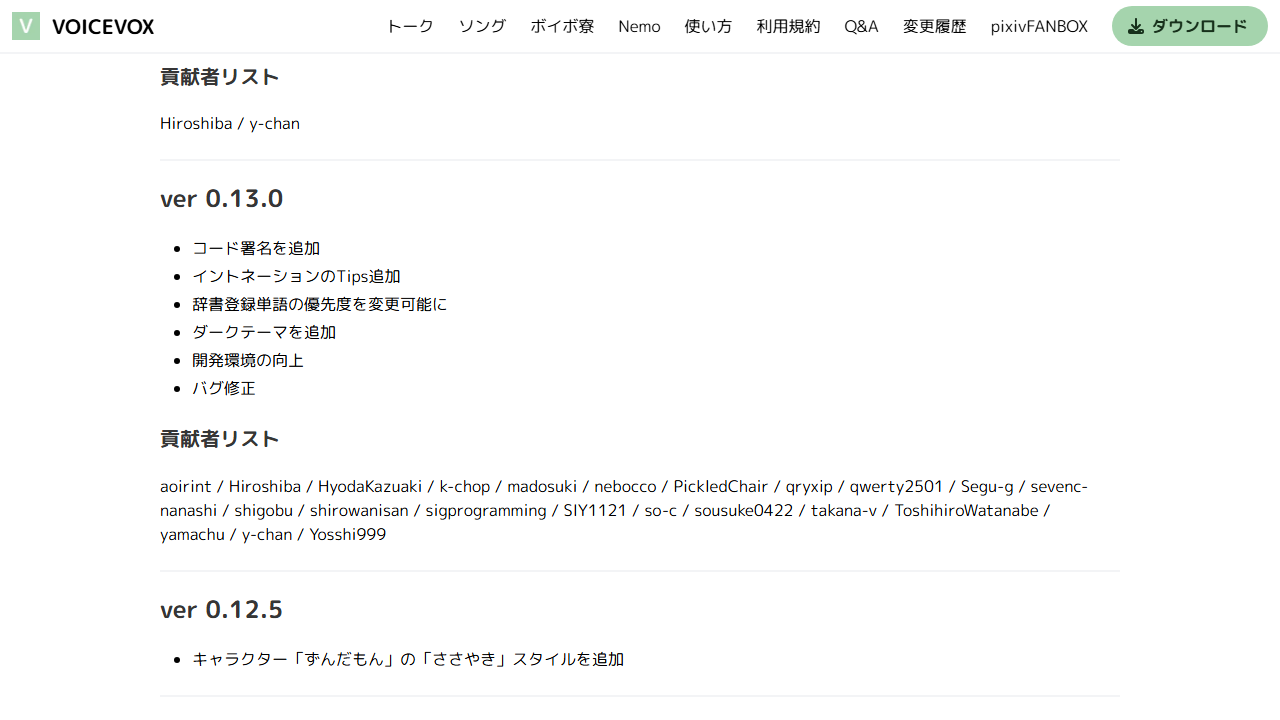 V VOICEVOX トーク ソング ボイボ寮 Nemo 使い方 利用規約 Q&A 変更履歴 pixivFANBOX ダウンロード
貢献者リスト
Hiroshiba / y-chan
ver 0.13.0
コード署名を追加
イントネーションのTips追加
辞書登録単語の優先度を変更可能に
ダークテーマを追加
開発環境の向上
バグ修正
貢献者リスト
aoirint / Hiroshiba / HyodaKazuaki / k-chop / madosuki / nebocco / PickledChair / qryxip / qwerty2501 / Segu-g / sevenc-
nanashi / shigobu / shirowanisan / sigprogramming / SIY1121 / so-c / sousuke0422 / takana-v / ToshihiroWatanabe /
yamachu / y-chan / Yosshi999
ver 0.12.5
キャラクター「ずんだもん」の「ささやき」スタイルを追加